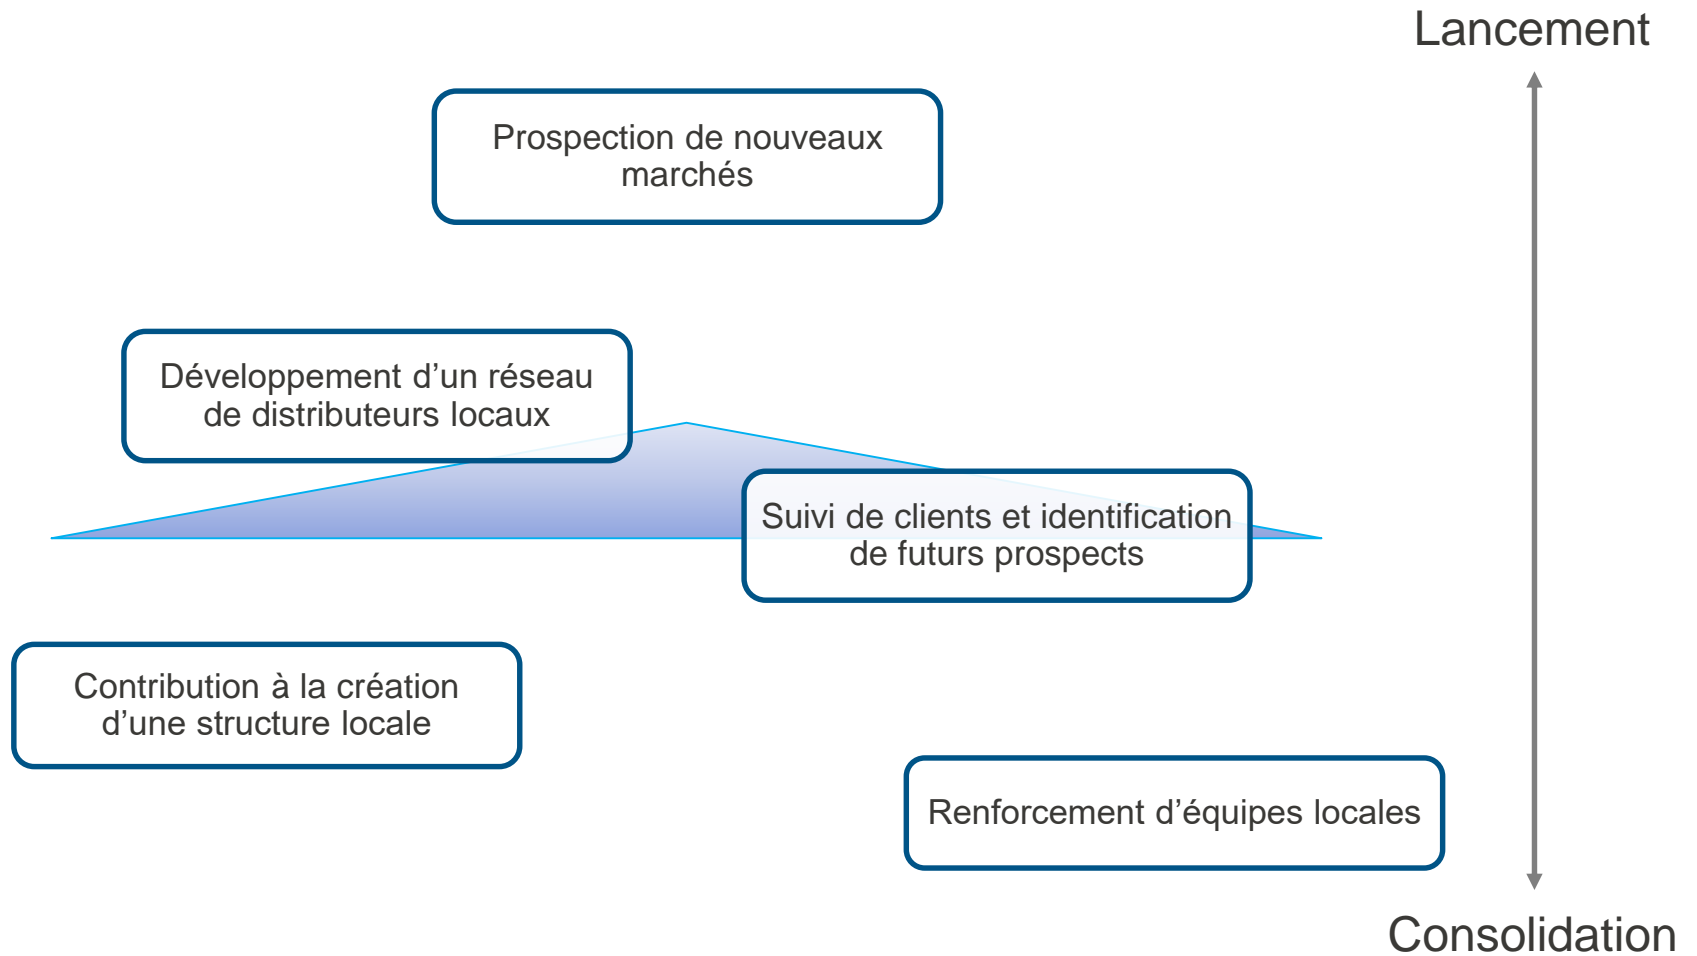 Lancement
Prospection de nouveaux
marchés
Développement d’un réseau
de distributeurs locaux
Suivi de clients et identification
de futurs prospects
Contribution à la création
d’une structure locale
Renforcement d’équipes locales
Consolidation